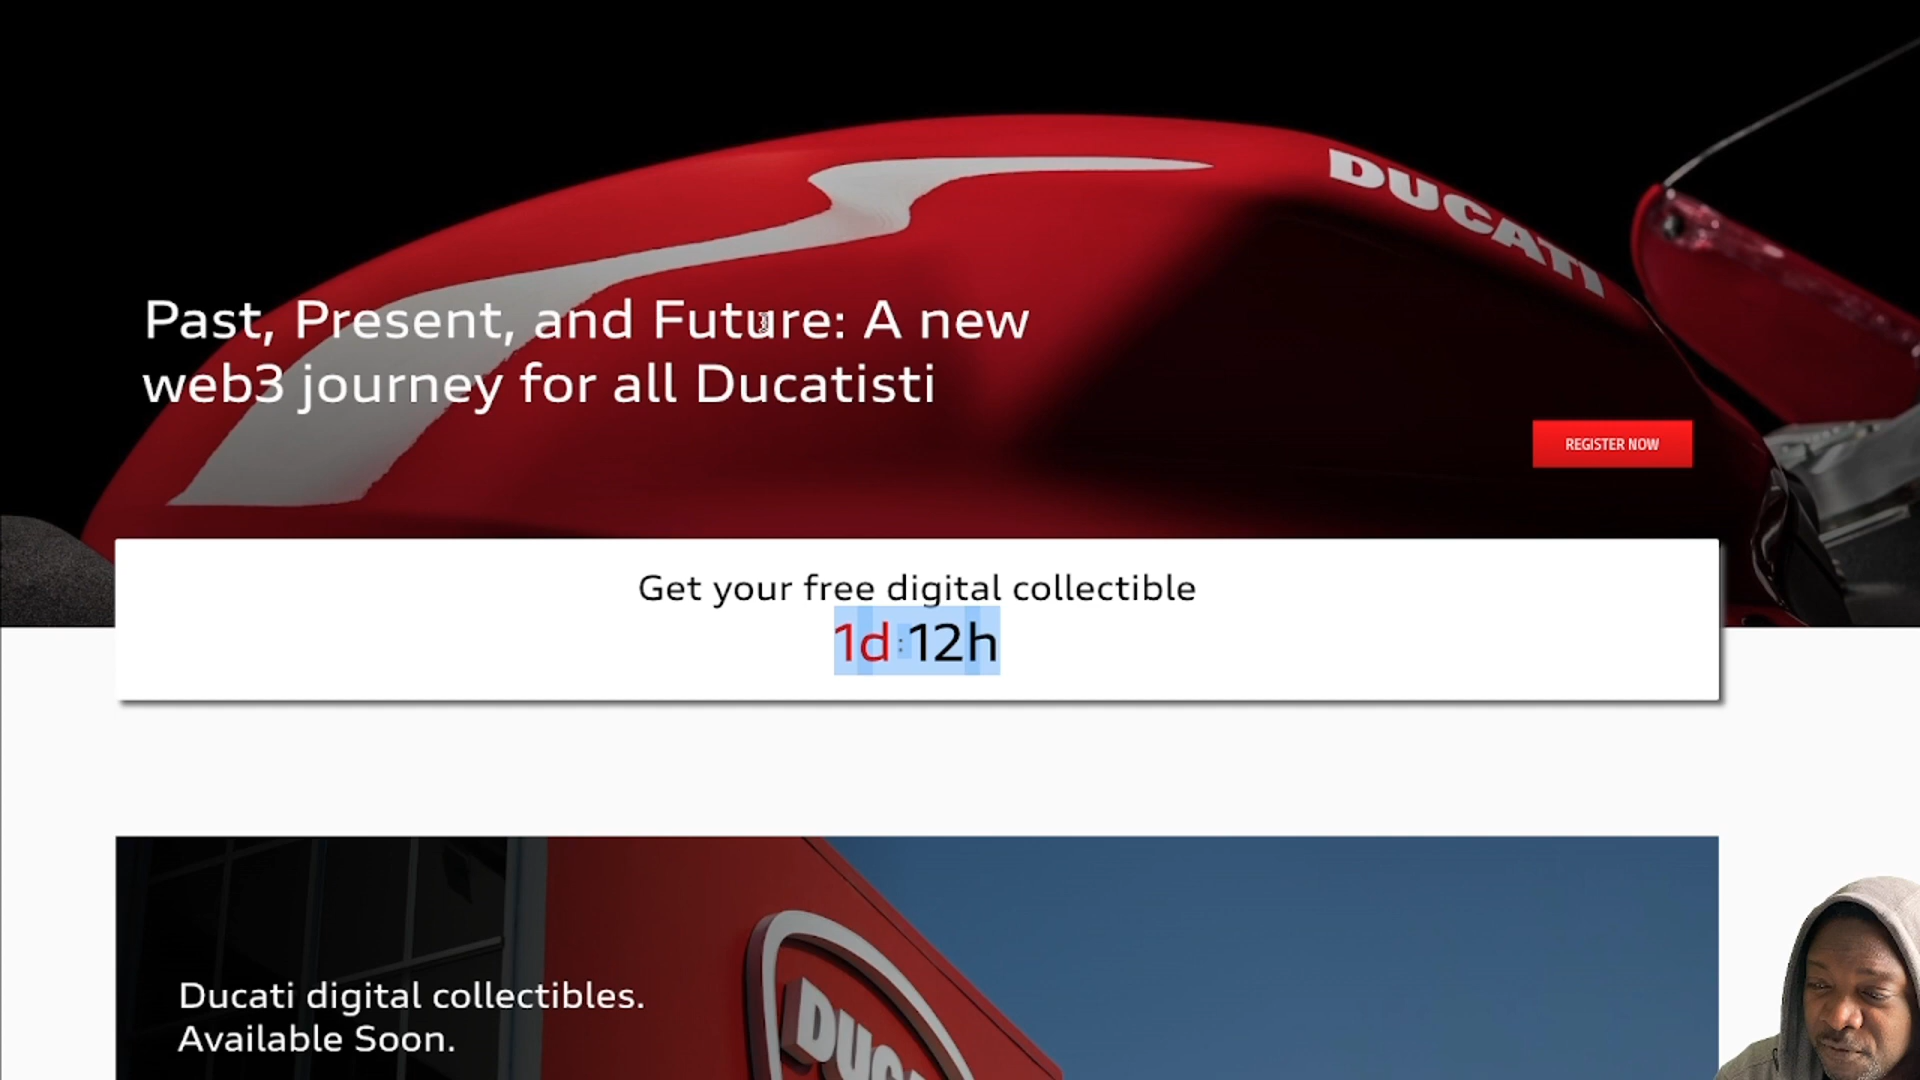 DUCATI
Past, Present, and Future: A new
web3 journey for all Ducatisti
REGISTER NOW
Get your free digital collectible
1d:12h
Ducati digital collectibles.
Available Soon.
DUC